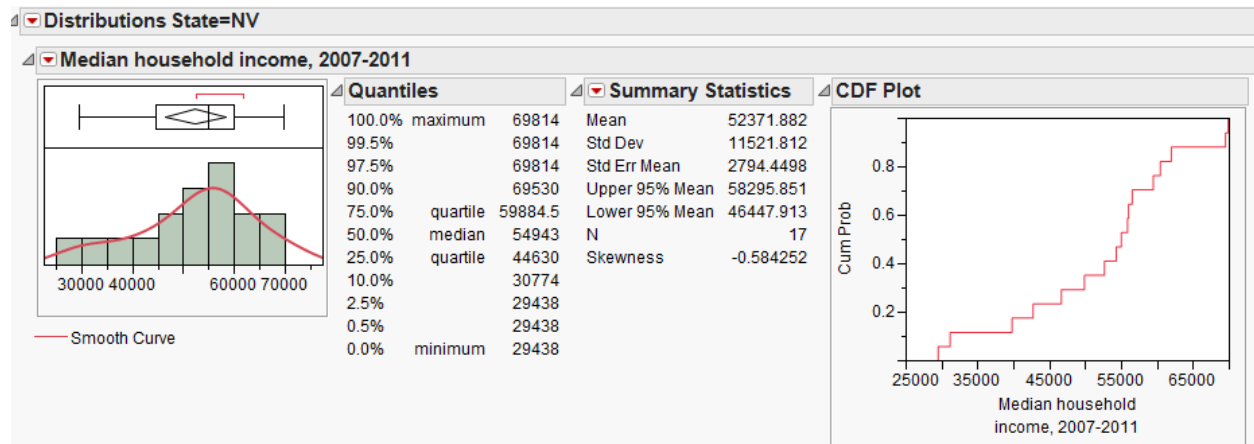 Distributions State=NV
Median household income, 2007-2011
30000 40000 60000 70000
Smooth Curve
Quantiles
100.0% maximum 69814
99.5% 69814
97.5% 69814
90.0% 69530
75.0% quartile 59884.5
50.0% median 54943
25.0% quartile 44630
10.0% 30774
2.5% 29438
0.5% 29438
0.0% minimum 29438
Summary Statistics
Mean 52371.882
Std Dev 11521.812
Std Err Mean 2794.4498
Upper 95% Mean 58295.851
Lower 95% Mean 46447.913
N 17
Skewness -0.584252
CDF Plot
Cum Prob
0.8
0.6
0.4
0.2
25000 35000 45000 55000 65000
Median household
income, 2007-2011